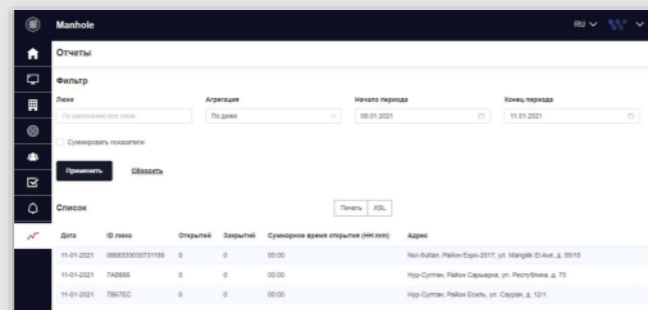 Manhole
RU
Отчеты
Фильтр
Люки Агрегация Начало периода Конец периода
По умолчанию все люки По дням 08.01.2021 11.01.2021
Суммировать показатели
Применить Сбросить
Список Печать XSL
Дата ID люка Открытий Закрытий Суммарное время открытия (HH:mm) Адрес
11-01-2021 0 0 00:00 Nur-Sultan, Район Expo-2017, ул. Mangilik El Ave, д. 55/15
11-01-2021 0 0 00:00 Нур-Султан, Район Сарыарка, ул. Республика, д. 75
11-01-2021 7B67EC 0 0 00:00 Нур-Султан, Район Есиль, ул. Сауран, д. 12/1